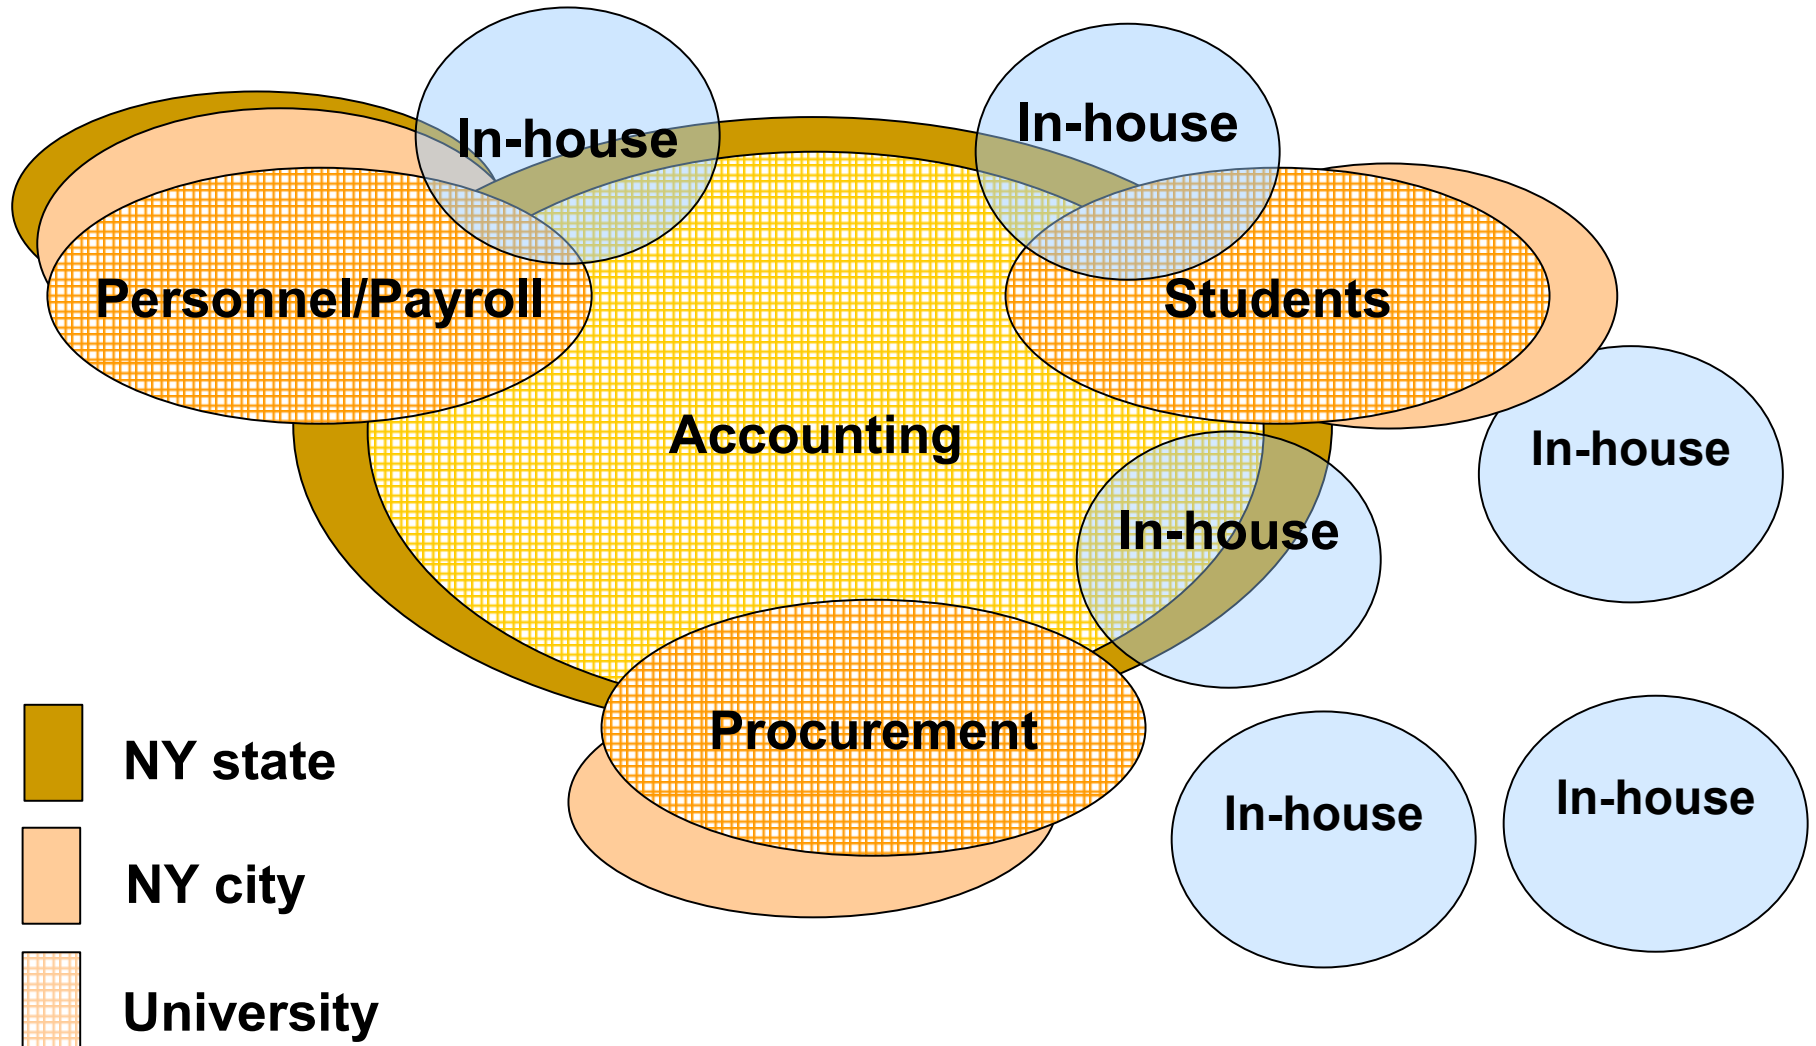 In-house
In-house
Personnel/Payroll
Students
Accounting
In-house
In-house
Procurement
In-house
In-house
NY state
NY city
University